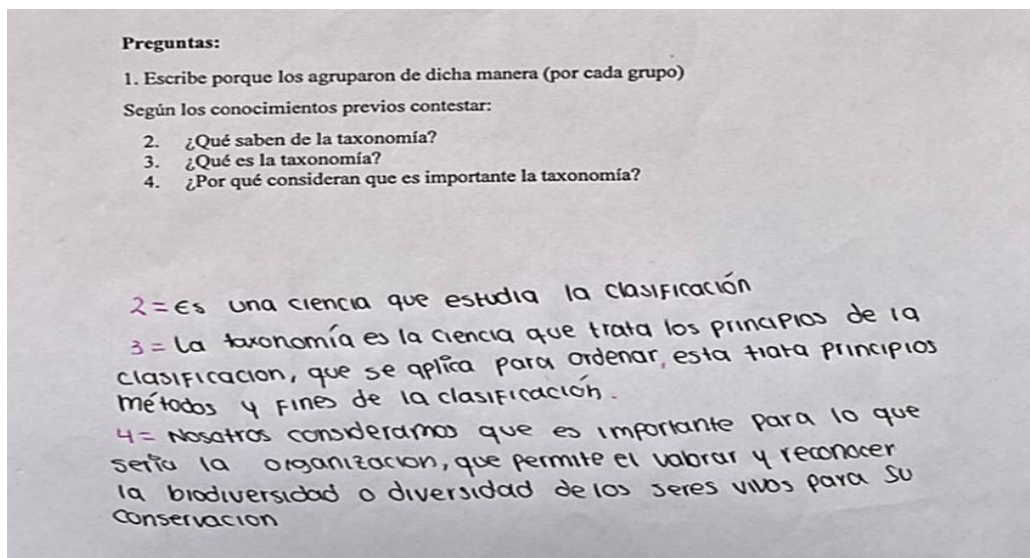 Preguntas:
1. Escribe porque los agruparon de dicha manera (por cada grupo)
Según los conocimientos previos contestar:
2. ¿Qué saben de la taxonomía?
3. ¿Qué es la taxonomía?
4. ¿Por qué consideran que es importante la taxonomía?
2= Es una ciencia que estudia la clasificación
3= La taxonomía es la ciencia que trata los principios de la
clasificacion, que se aplica para ordenar, esta trata principios
métodos y fines de la clasificación.
4= Nosotros consideramos que es importante para lo que
sería la organizacion, que permite el vabrar y reconocer
la biodiversidad o diversidad de los seres vivos para su
conservacion